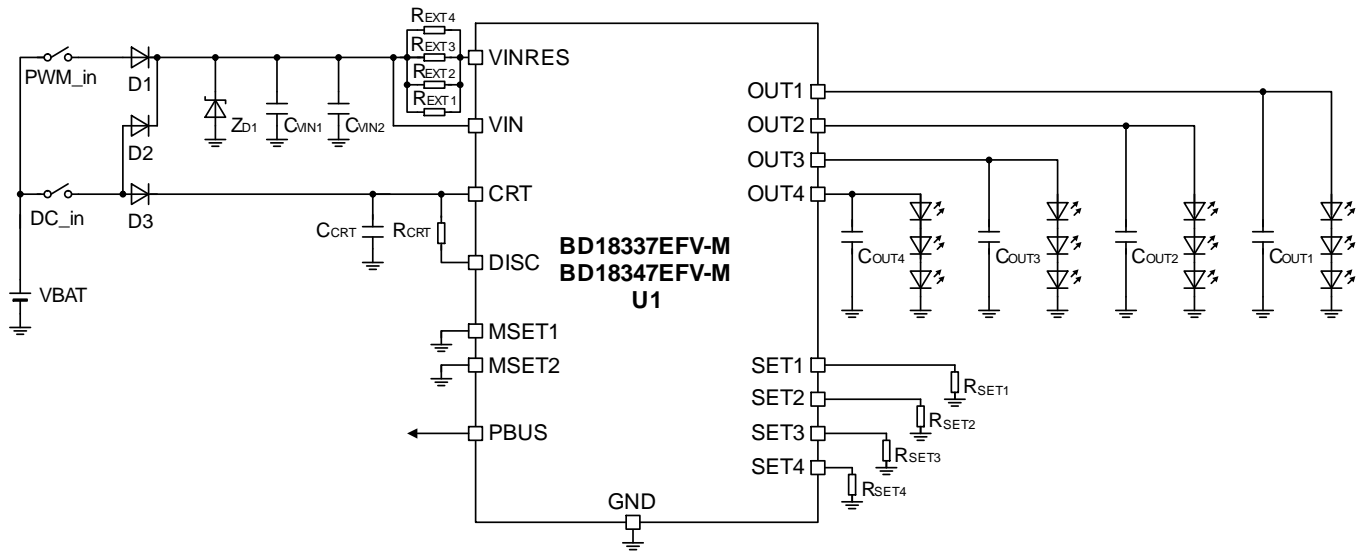 REXT4
REXT3
REXT2
REXT1
PWM_in
D1
D2
D3
DC_in
VBAT
ZD1
CVIN1
CVIN2
CCRT
RCRT
VINRES
VIN
CRT
DISC
MSET1
MSET2
PBUS
GND
BD18337EFV-M
BD18347EFV-M
U1
OUT1
OUT2
OUT3
OUT4
COUT4
COUT3
COUT2
COUT1
SET1
SET2
SET3
SET4
RSET1
RSET2
RSET3
RSET4